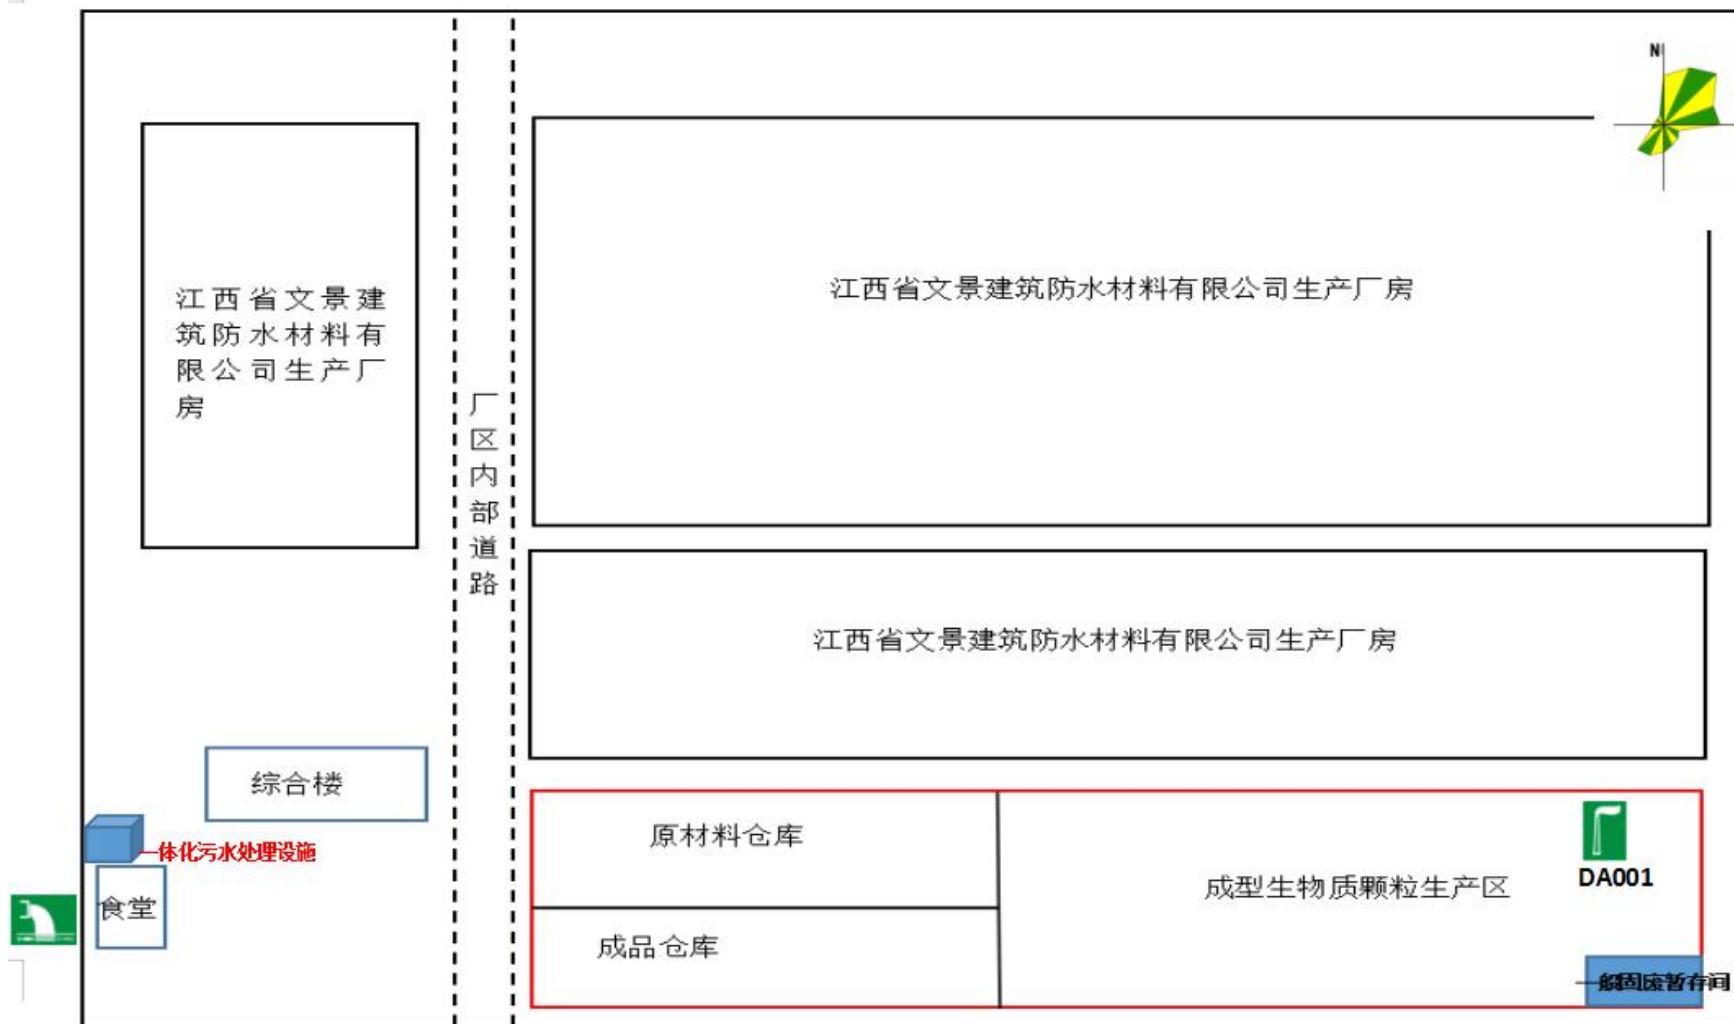 N
江西省文景建
筑防水材料有
限公司生产厂
房
江西省文景建筑防水材料有限公司生产厂房
厂
区
内
部
道
路
江西省文景建筑防水材料有限公司生产厂房
综合楼
一体化污水处理设施
食堂
原材料仓库
成品仓库
成型生物质颗粒生产区
DA001
一般固废暂存间